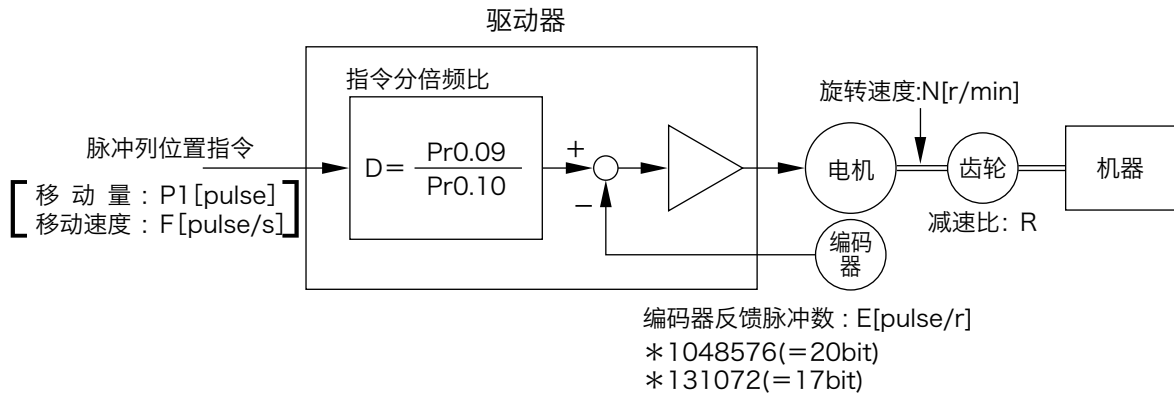 驱动器
指令分倍频比
旋转速度:N[r/min]
脉冲列位置指令
移 动 量 : P1[pulse]
移动速度 : F[pulse/s]
D= Pr0.09
Pr0.10
+
−
电机
齿轮
机器
减速比: R
编码
器
编码器反馈脉冲数 : E[pulse/r]
＊1048576(=20bit)
＊131072(=17bit)